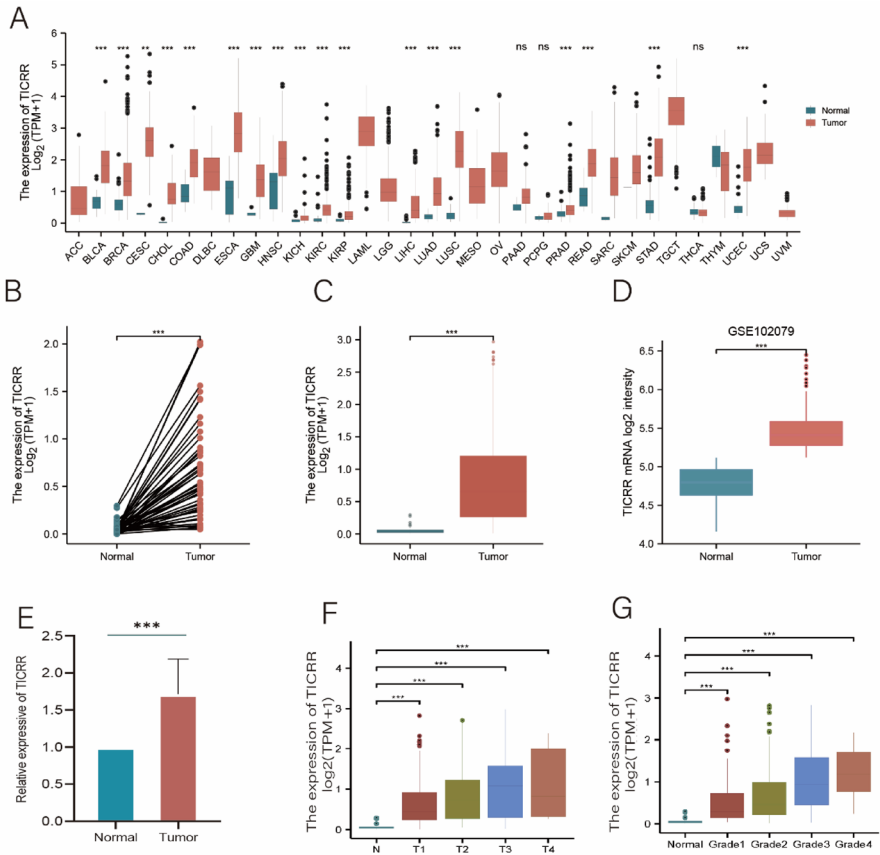 A
The expression of TICRR
Log2 (TPM+1)
6
5
4
3
2
1
0
*** *** ** *** *** *** *** *** *** *** *** *** *** *** ns ns *** *** *** ns ***
Normal
Tumor
ACC BLCA BRCA CESC CHOL COAD DLBC ESCA GBM HNSC KICH KIRC KIRP LAML LGG LIHC LUAD LUSC MESO OV PAAD PCPG PRAD READ SARC SKCM STAD TGCT THCA THYM UCEC UCS UVM
B
The expression of TICRR
Log2 (TPM+1)
2.0
1.5
1.0
0.5
0.0
***
Normal Tumor
C
The expression of TICRR
Log2 (TPM+1)
3.0
2.5
2.0
1.5
1.0
0.5
0.0
***
Normal Tumor
D
GSE102079
TICRR mRNA log2 intensity
6.5
6.0
5.5
5.0
4.5
4.0
***
Normal Tumor
E
Relative expressive of TICRR
2.5
2.0
1.5
1.0
0.5
0.0
***
Normal Tumor
F
The expression of TICRR
log2(TPM+1)
4
3
2
1
0
***
***
***
***
N T1 T2 T3 T4
G
The expression of TICRR
log2(TPM+1)
4
3
2
1
0
***
***
***
***
Normal Grade1 Grade2 Grade3 Grade4